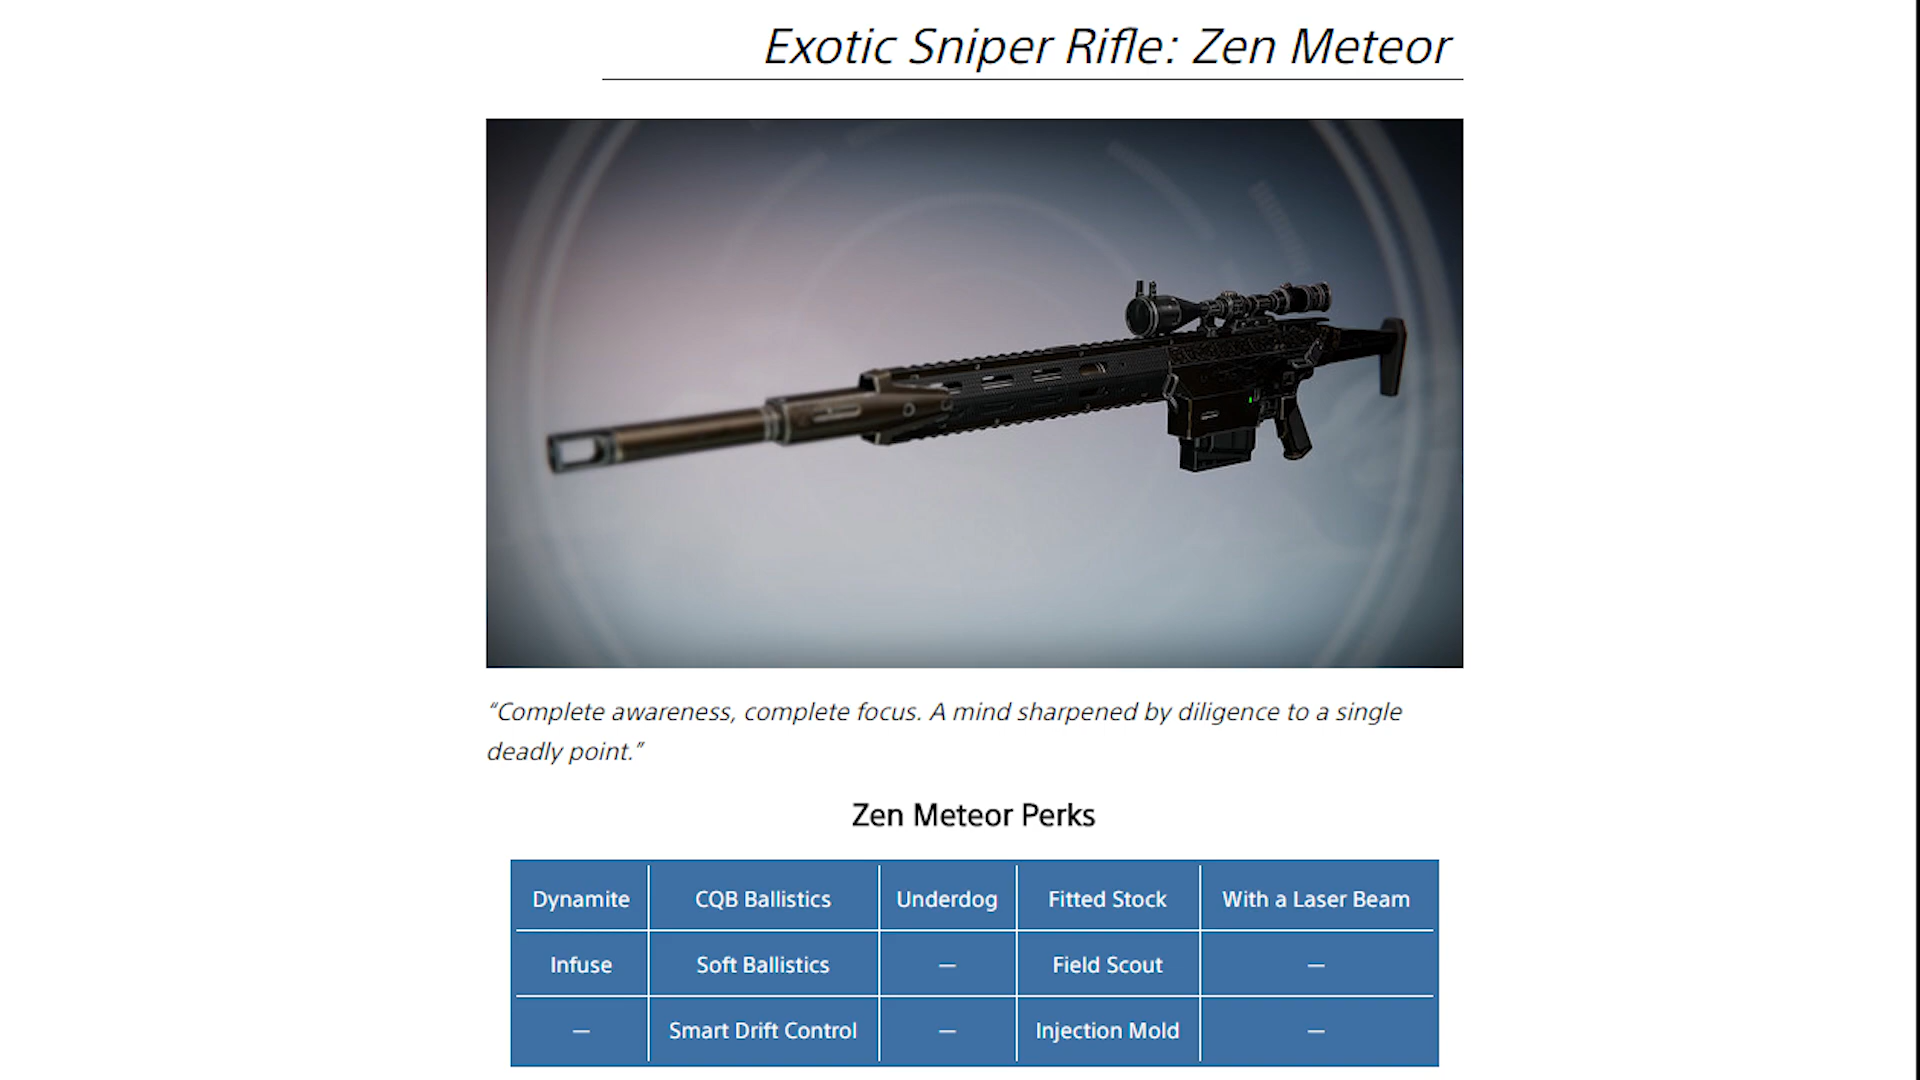 Exotic Sniper Rifle: Zen Meteor
“Complete awareness, complete focus. A mind sharpened by diligence to a single
deadly point.”
Zen Meteor Perks
Dynamite CQB Ballistics Underdog Fitted Stock With a Laser Beam
Infuse Soft Ballistics — Field Scout —
— Smart Drift Control — Injection Mold —